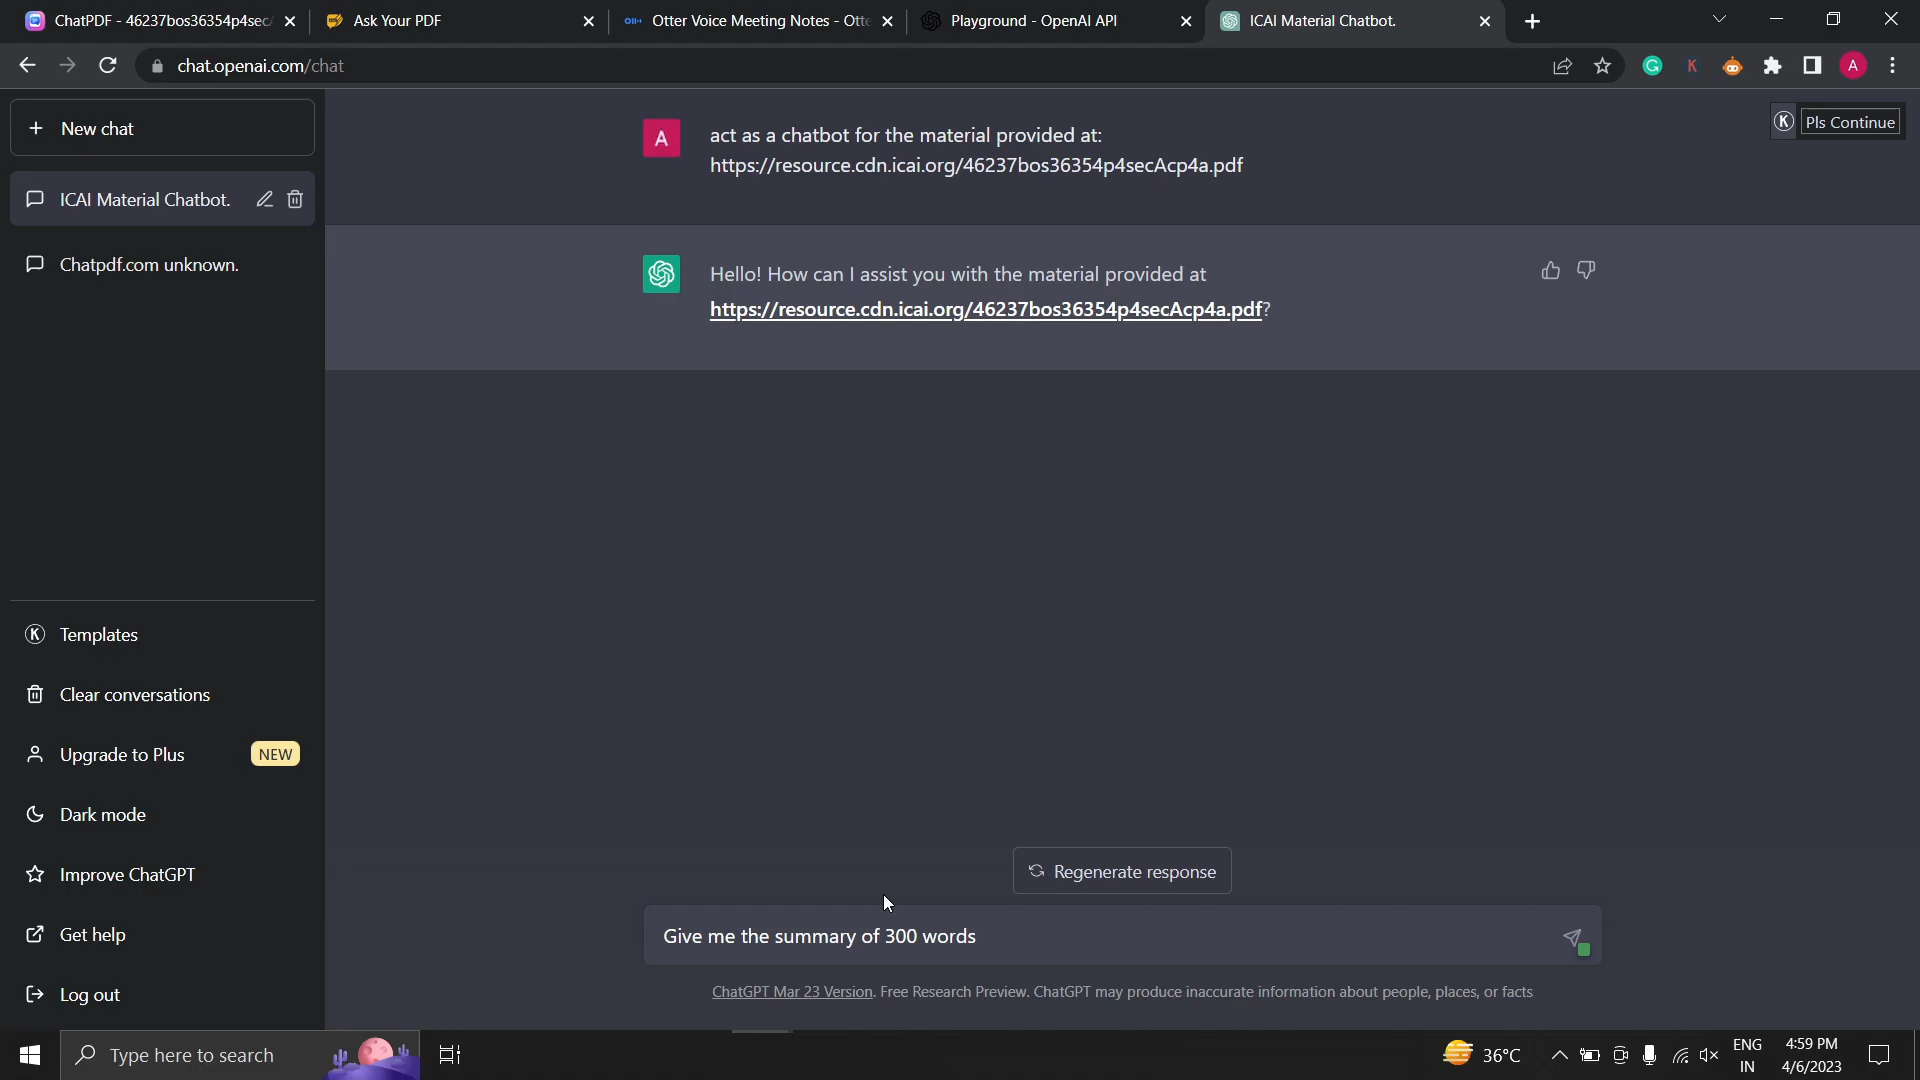 ChatPDF - 46237bos36354p4sec
Ask Your PDF
Otter Voice Meeting Notes - Otte
Playground - OpenAI API
ICAI Material Chatbot.
chat.openai.com/chat
K
A
New chat
ICAI Material Chatbot.
Chatpdf.com unknown.
Templates
Clear conversations
Upgrade to Plus
NEW
Dark mode
Improve ChatGPT
Get help
Log out
Pls Continue
A
act as a chatbot for the material provided at:
https://resource.cdn.icai.org/46237bos36354p4secAcp4a.pdf
Hello! How can I assist you with the material provided at
https://resource.cdn.icai.org/46237bos36354p4secAcp4a.pdf?
Regenerate response
Give me the summary of 300 words
ChatGPT Mar 23 Version. Free Research Preview. ChatGPT may produce inaccurate information about people, places, or facts
Type here to search
36°C
ENG
IN
4:59 PM
4/6/2023